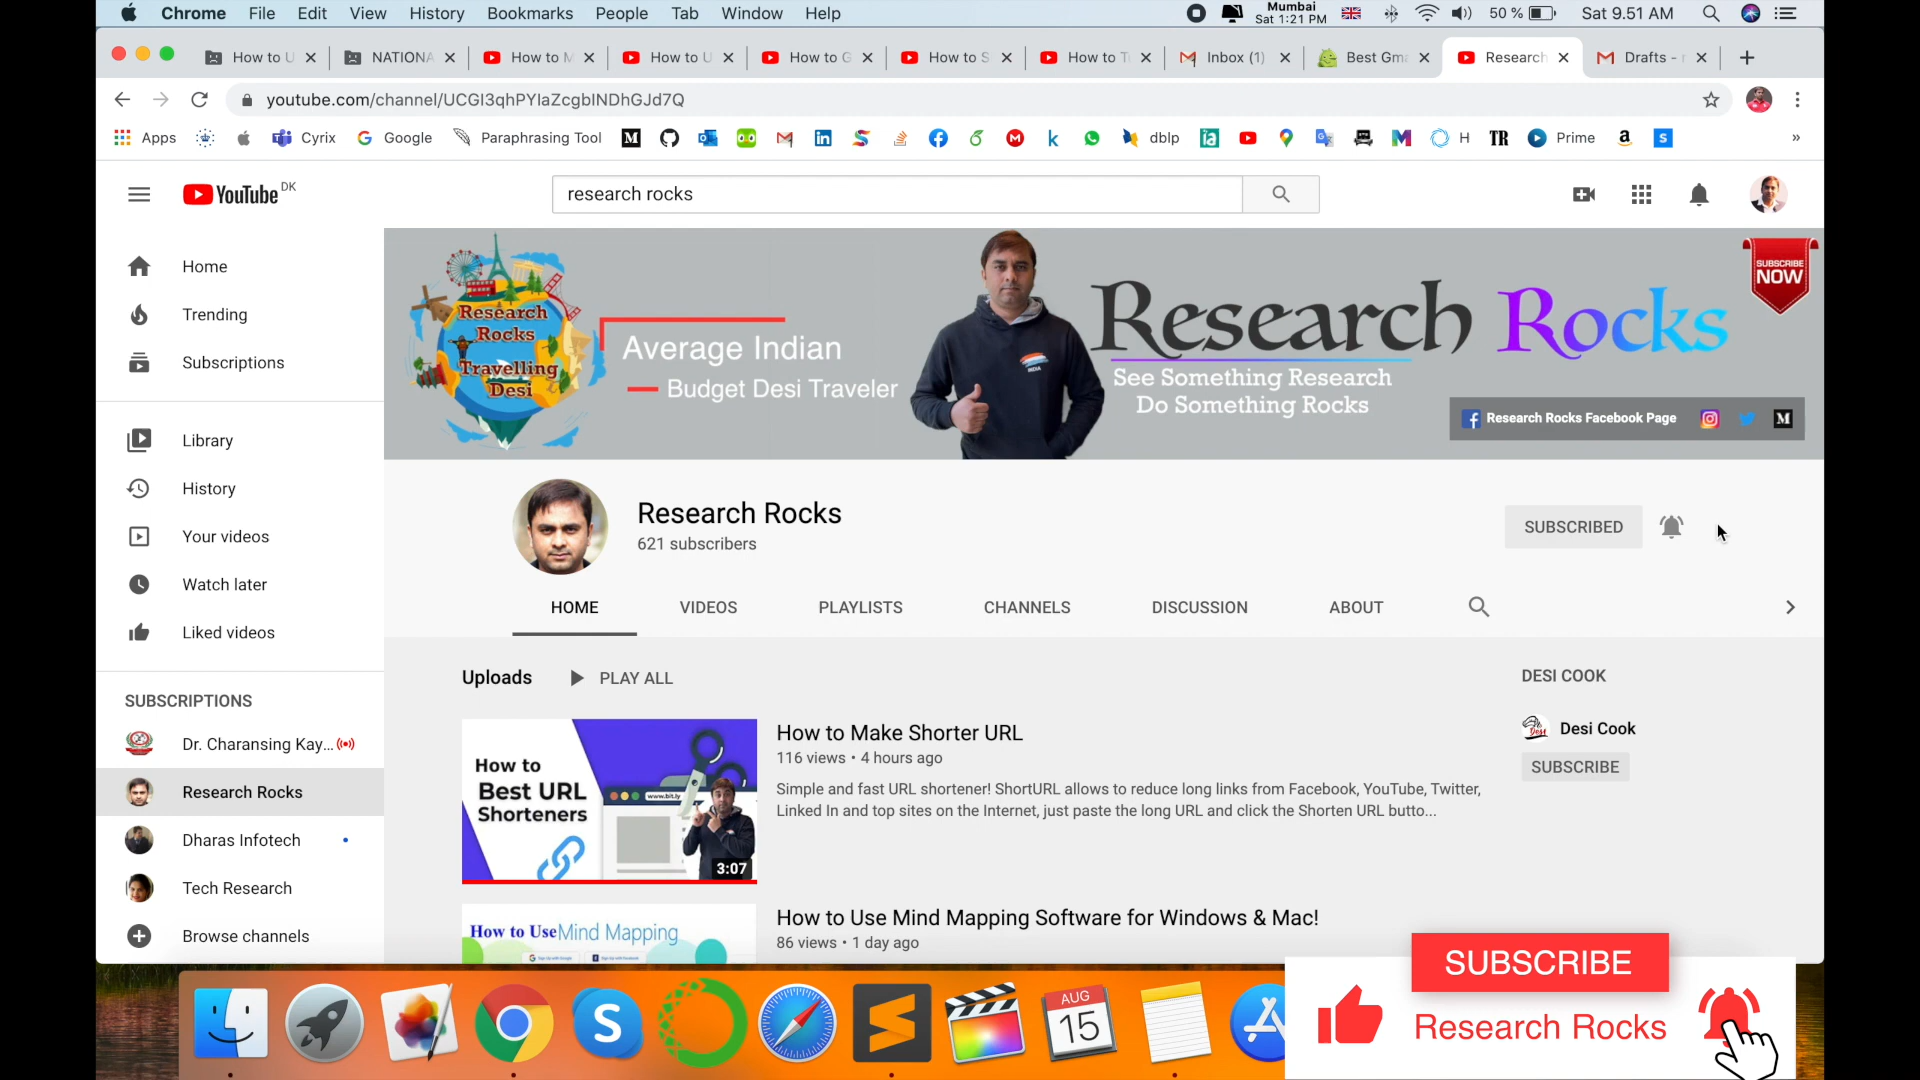 Chrome File Edit View History Bookmarks People Tab Window Help
Mumbai
Sat 1:21 PM
50 %
Sat 9.51 AM
How to U
NATIONA
How to M
How to U
How to G
How to S
How to T
Inbox (1)
Best Gm
Research
Drafts -
youtube.com/channel/UCGI3qhPYlaZcgbINDhGJd7Q
Apps
Cyrix
Google
Paraphrasing Tool
dblp
H
TR
Prime
»
YouTube DK
research rocks
Home
Trending
Subscriptions
Library
History
Your videos
Watch later
Liked videos
SUBSCRIPTIONS
Dr. Charansing Kay...
Research Rocks
Dharas Infotech
Tech Research
Browse channels
Research
Rocks
Travelling
Desi
Average Indian
Budget Desi Traveler
INDIA
Research Rocks
See Something Research
Do Something Rocks
SUBSCRIBE
NOW
Research Rocks Facebook Page
Research Rocks
621 subscribers
SUBSCRIBED
HOME VIDEOS PLAYLISTS CHANNELS DISCUSSION ABOUT
Uploads
PLAY ALL
How to
Best URL
Shorteners
www.bit.ly
3:07
How to Make Shorter URL
116 views • 4 hours ago
Simple and fast URL shortener! ShortURL allows to reduce long links from Facebook, YouTube, Twitter,
Linked In and top sites on the Internet, just paste the long URL and click the Shorten URL butto...
How to Use Mind Mapping
How to Use Mind Mapping Software for Windows & Mac!
86 views • 1 day ago
DESI COOK
Desi Cook
SUBSCRIBE
AUG
15
SUBSCRIBE
Research Rocks